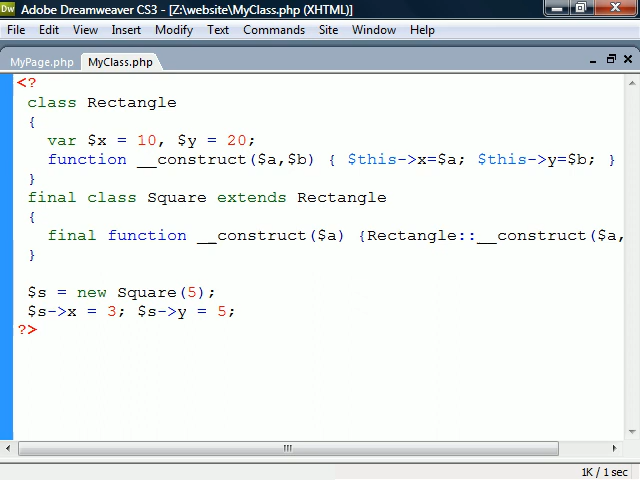 Dw Adobe Dreamweaver CS3 - [Z:\website\MyClass.php (XHTML)]
File Edit View Insert Modify Text Commands Site Window Help
MyPage.php MyClass.php
<?
class Rectangle
{
var $x = 10, $y = 20;
function __construct($a,$b) { $this->x=$a; $this->y=$b; }
}
final class Square extends Rectangle
{
final function __construct($a) {Rectangle::__construct($a,
}
$s = new Square(5);
$s->x = 3; $s->y = 5;
?>
1K / 1 sec